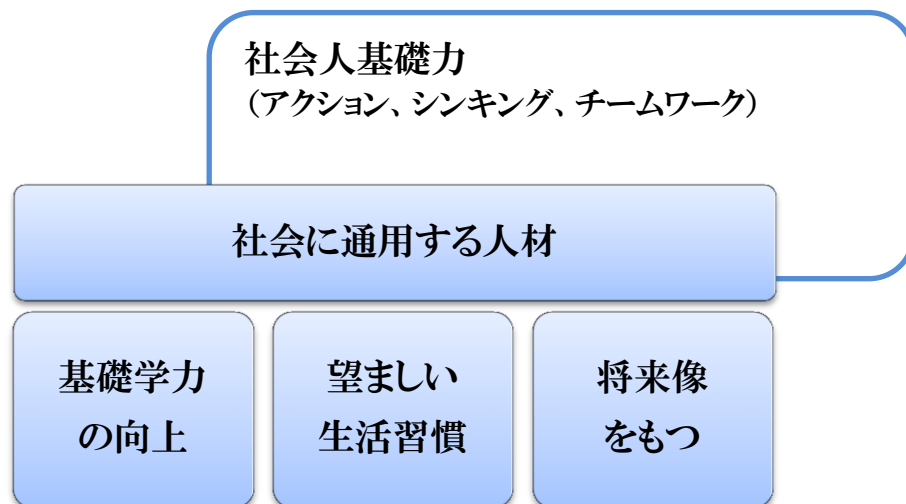 社会人基礎力
（アクション、シンキング、チームワーク）
社会に通用する人材
基礎学力
の向上
望ましい
生活習慣
将来像
をもつ